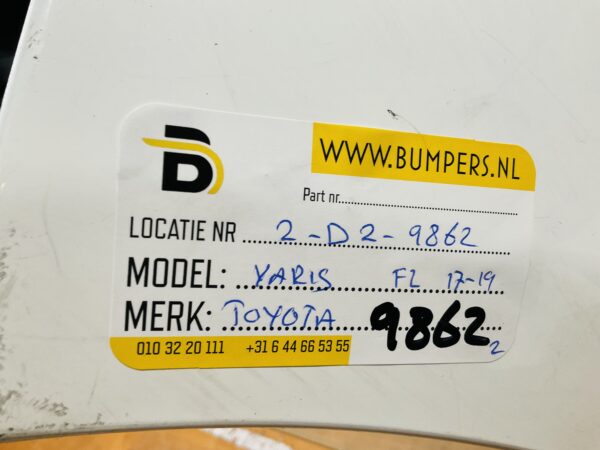 B
WWW.BUMPERS.NL
Part nr.
LOCATIE NR 2-D2-9862
MODEL: YARIS FL 17-19
MERK: TOYOTA 9862 2
010 32 20 111 +31 6 44 66 53 55